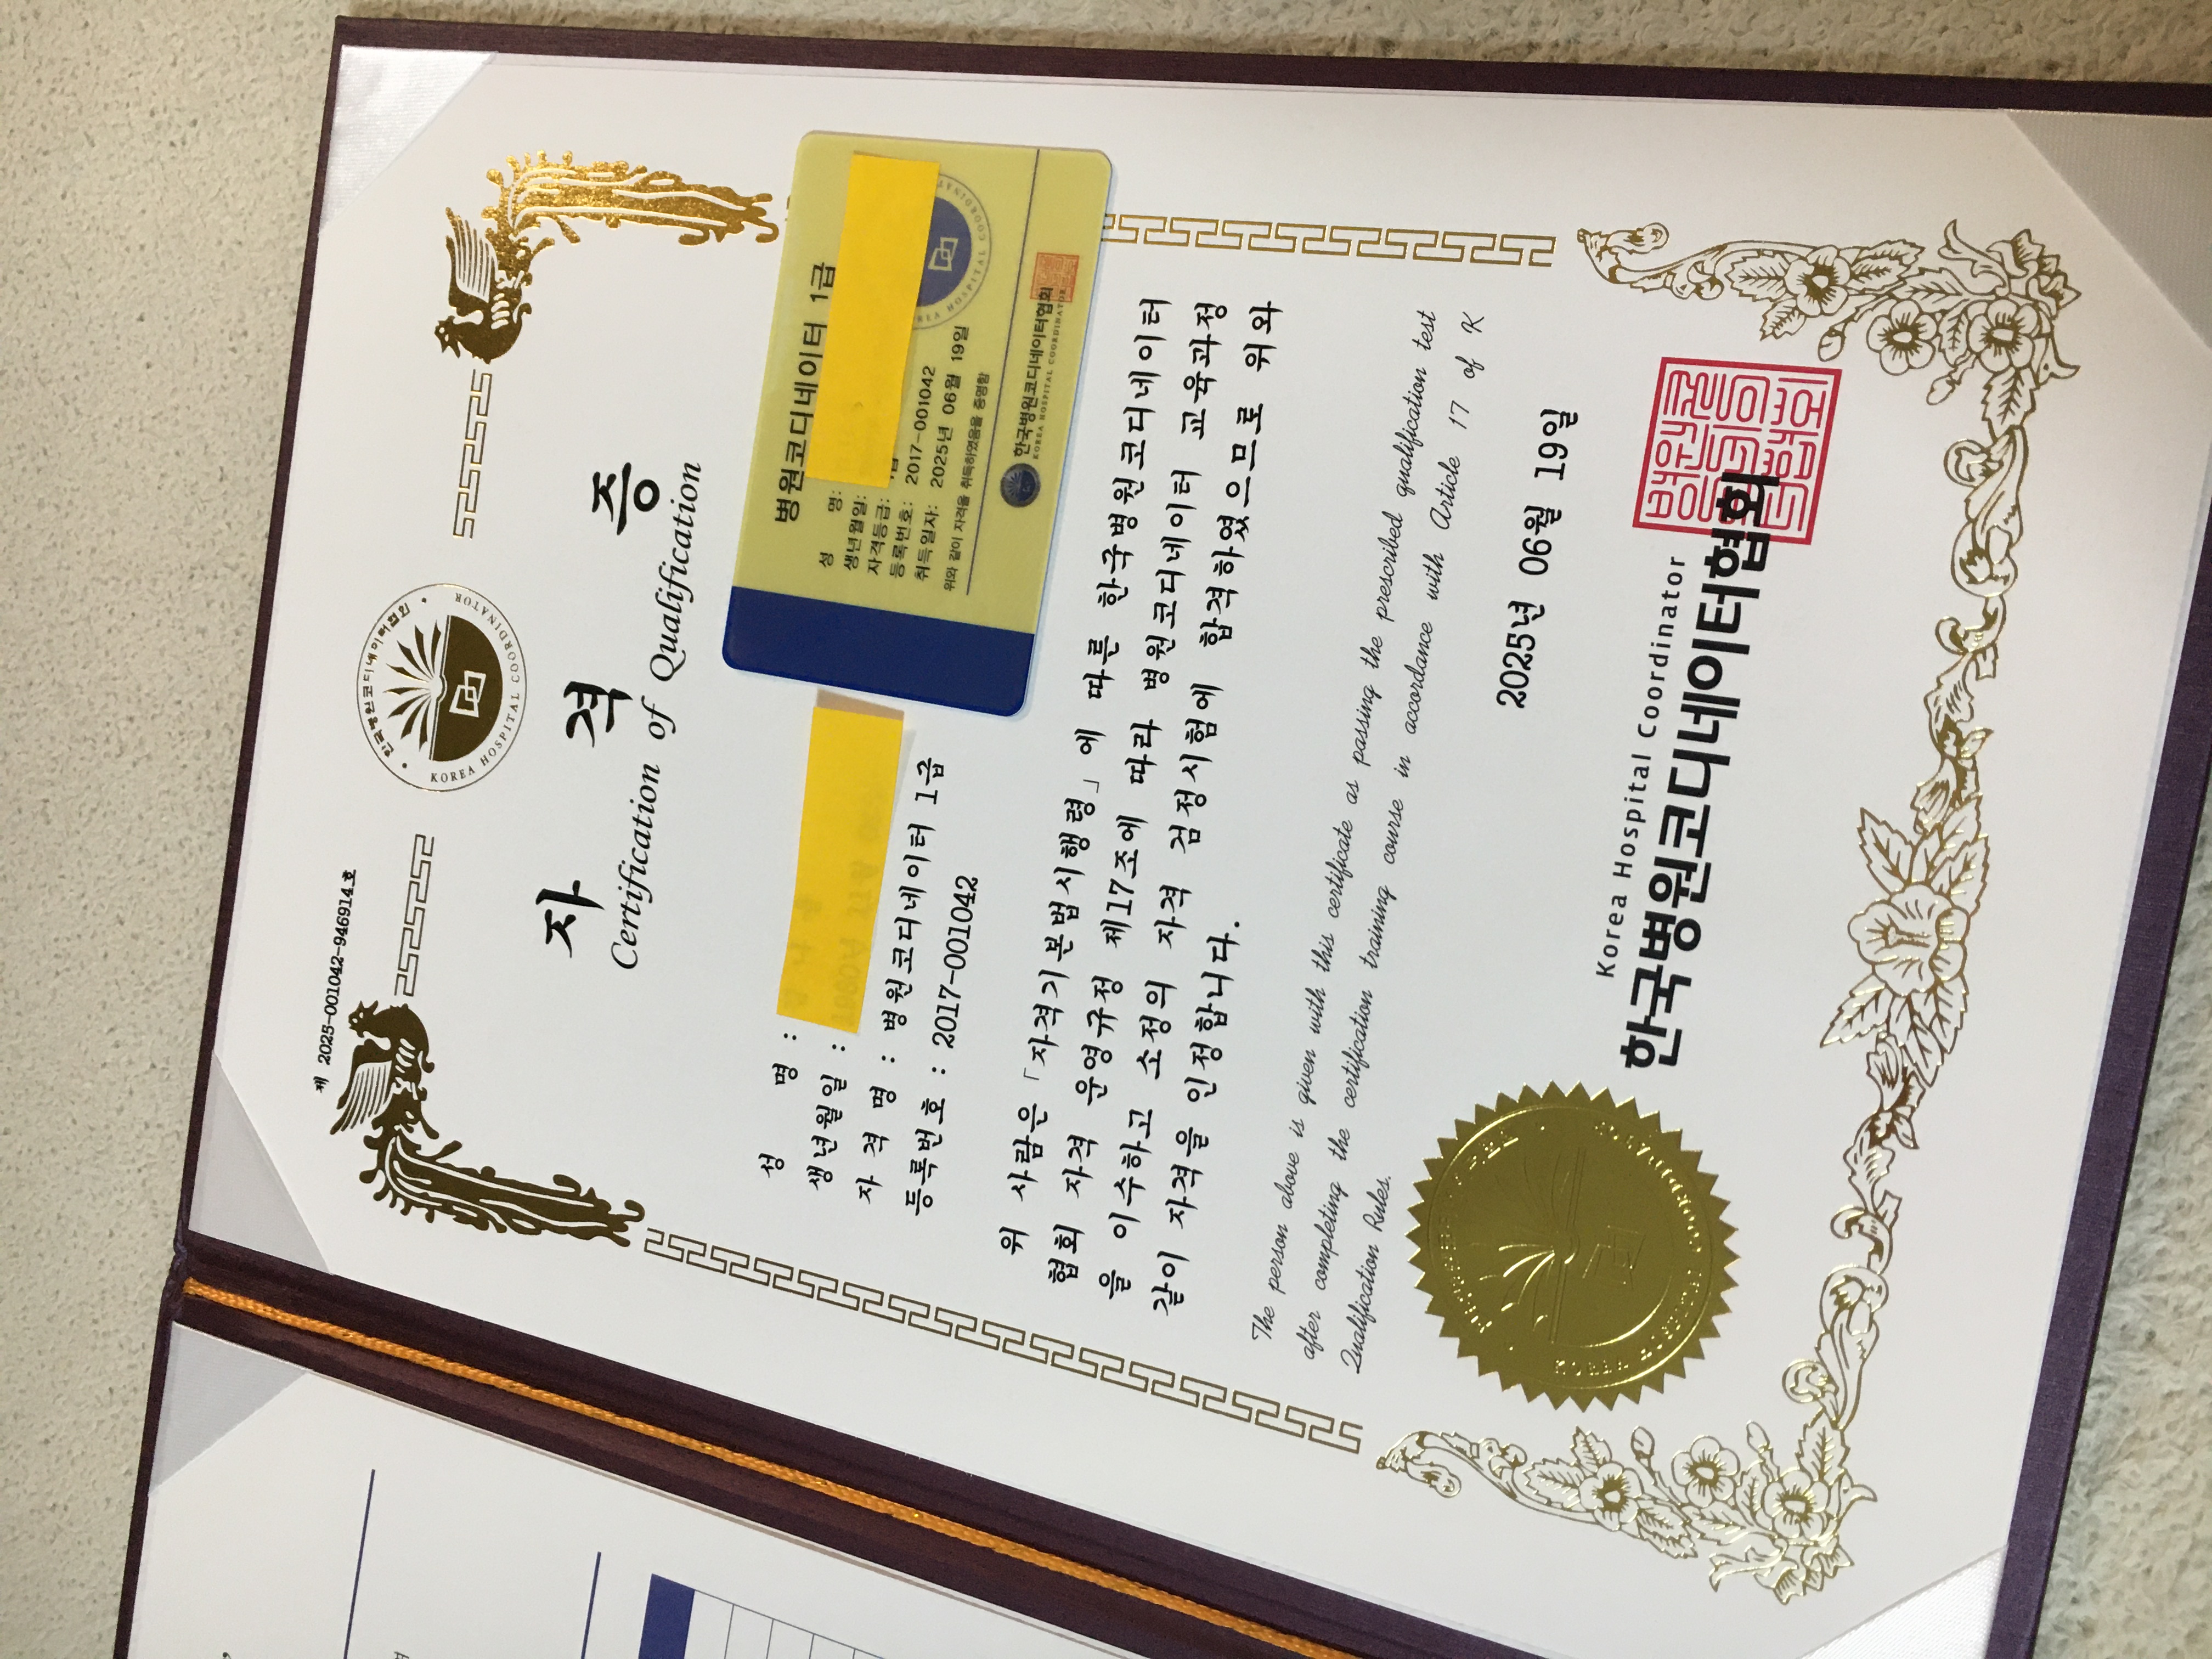 제 2025-001042-946914호
한국병원코디네이터협회
KOREA HOSPITAL COORDINATOR
자 격 증
Certification of Qualification
성 명 :
생년월일 :
자 격 명 : 병원코디네이터 1급
등록번호 : 2017-001042
병원코디네이터 1급
성 명:
생년월일:
자격등급:
등록번호: 2017-001042
취득일자: 2025년 06월 19일
위와 같이 자격을 취득하였음을 증명함
한국병원코디네이터협회
KOREA HOSPITAL COORDINATOR
위 사람은 「자격기본법시행령」에 따른 한국병원코디네이터
협회 자격 운영규정 제17조에 따라 병원코디네이터 교육과정
을 이수하고 소정의 자격 검정시험에 합격하였으므로 위와
같이 자격을 인정합니다.
The person above is given with this certificate as passing the prescribed qualification test
after completing the certification training course in accordance with Article 17 of K
Qualification Rules.
2025년 06월 19일
Korea Hospital Coordinator
한국병원코디네이터협회